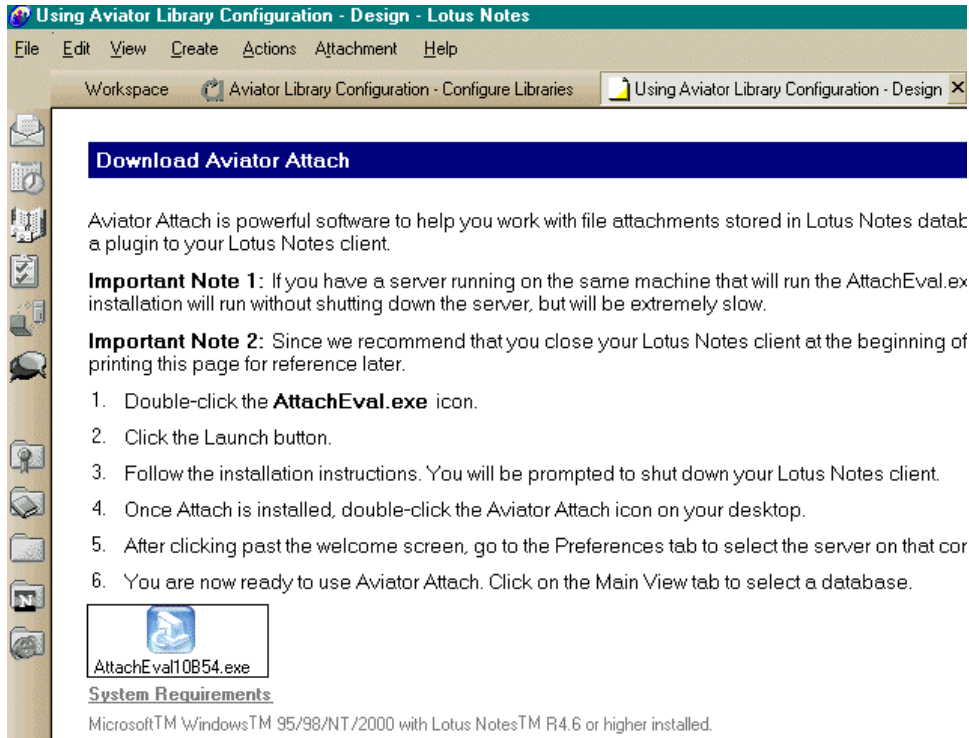 Using Aviator Library Configuration - Design - Lotus Notes
File Edit View Create Actions Attachment Help
Workspace Aviator Library Configuration - Configure Libraries Using Aviator Library Configuration - Design
Download Aviator Attach
Aviator Attach is powerful software to help you work with file attachments stored in Lotus Notes datab
a plugin to your Lotus Notes client.
Important Note 1: If you have a server running on the same machine that will run the AttachEval.ex
installation will run without shutting down the server, but will be extremely slow.
Important Note 2: Since we recommend that you close your Lotus Notes client at the beginning of
printing this page for reference later.
1. Double-click the AttachEval.exe icon.
2. Click the Launch button.
3. Follow the installation instructions. You will be prompted to shut down your Lotus Notes client.
4. Once Attach is installed, double-click the Aviator Attach icon on your desktop.
5. After clicking past the welcome screen, go to the Preferences tab to select the server on that cor
6. You are now ready to use Aviator Attach. Click on the Main View tab to select a database.
AttachEval10B54.exe
System Requirements
MicrosoftTM WindowsTM 95/98/NT/2000 with Lotus NotesTM R4.6 or higher installed.